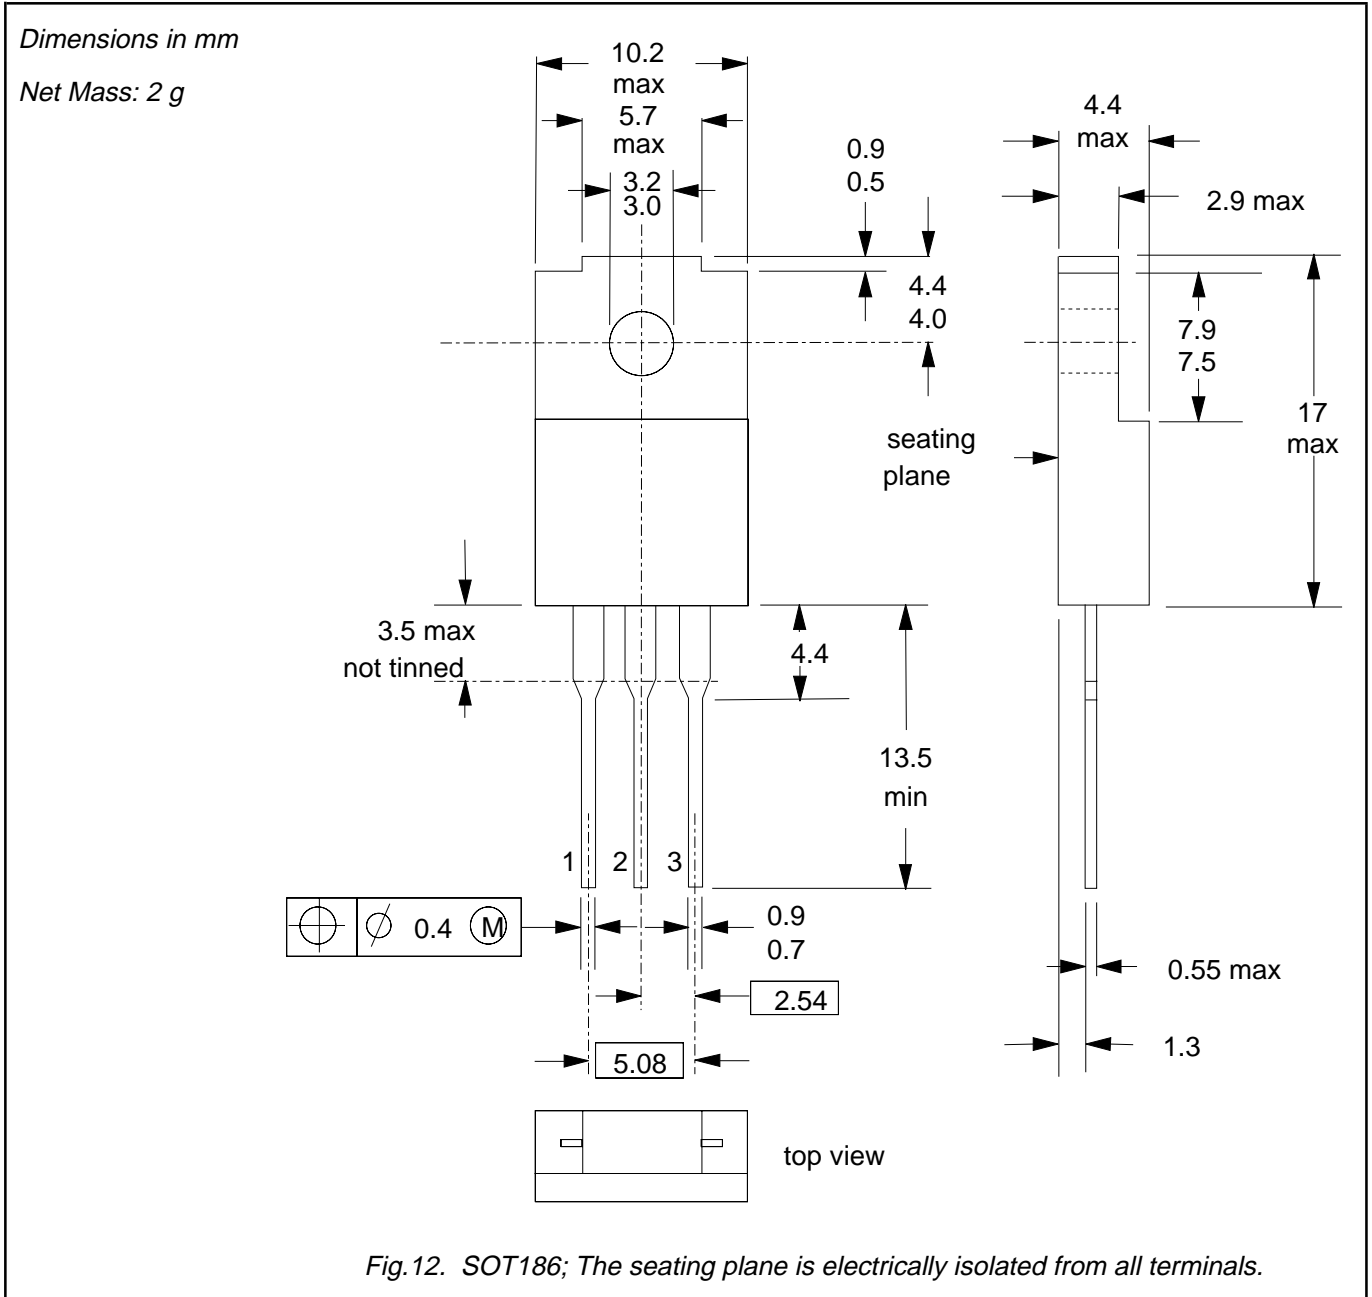 Dimensions in mm
Net Mass: 2 g
10.2
max
5.7
max
3.2
3.0
0.9
0.5
4.4
4.0
4.4
max
2.9 max
7.9
7.5
17
max
seating
plane
3.5 max
not tinned
4.4
13.5
min
1 2 3
0.4 M
0.9
0.7
2.54
5.08
0.55 max
1.3
top view
Fig.12. SOT186; The seating plane is electrically isolated from all terminals.